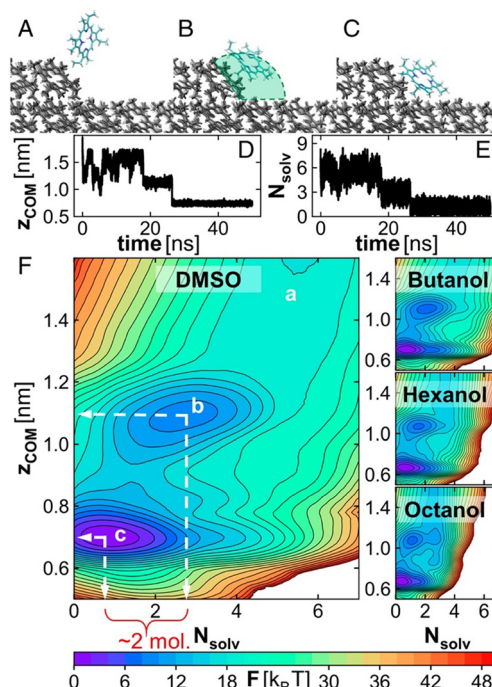 A
B
C
1.5
1.0
0.5
z_COM [nm]
0 20 40
time [ns]
D
9
6
3
0
N_solv
0 20 40
time [ns]
E
F
DMSO
a
b
c
1.4
1.2
1.0
0.8
0.6
z_COM [nm]
0 2 4 6
N_solv
~2 mol.
Butanol
1.4
1.0
0.6
Hexanol
1.4
1.0
0.6
Octanol
1.4
1.0
0.6
0 2 4 6
N_solv
0 6 12 18 24 30 36 42 48
F [k_B T]